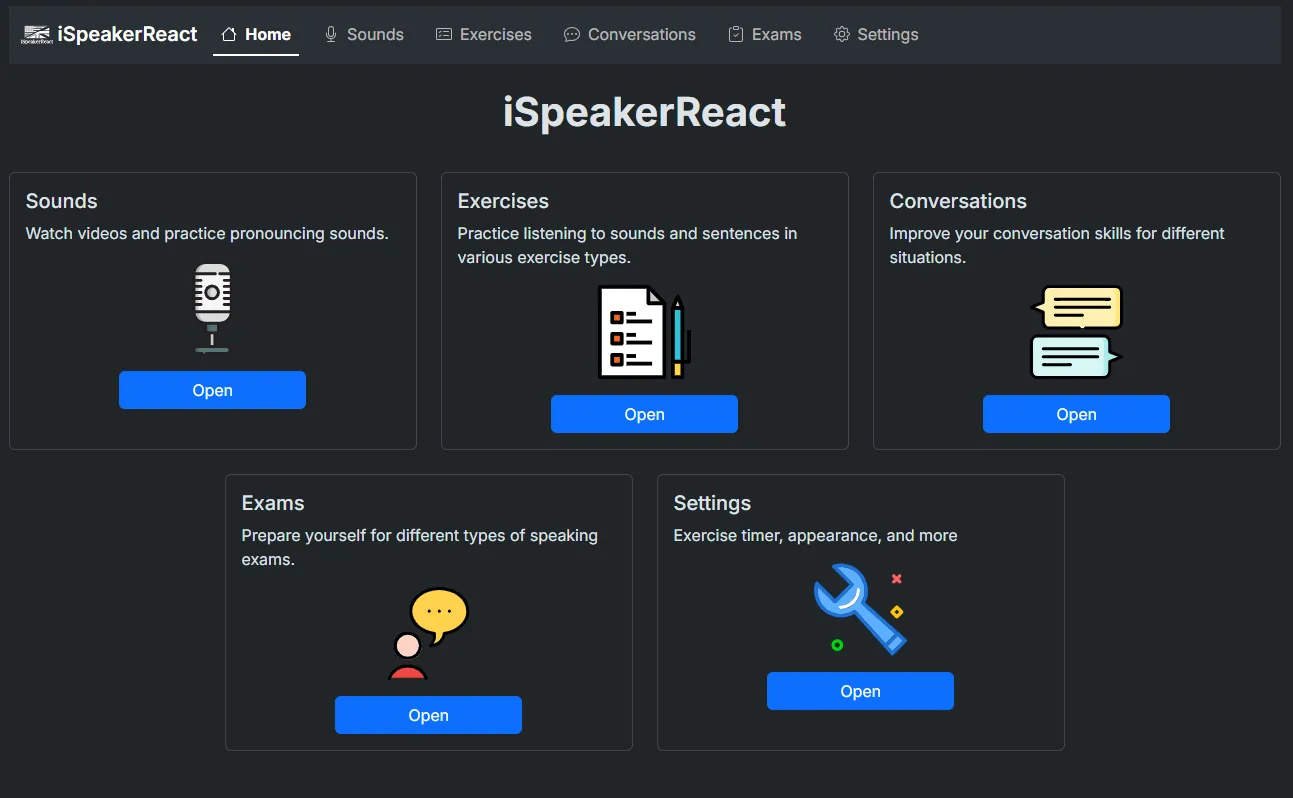 iSpeakerReact Home Sounds Exercises Conversations Exams Settings
iSpeakerReact
Sounds
Watch videos and practice pronouncing sounds.
Open
Exercises
Practice listening to sounds and sentences in
various exercise types.
Open
Conversations
Improve your conversation skills for different
situations.
Open
Exams
Prepare yourself for different types of speaking
exams.
Open
Settings
Exercise timer, appearance, and more
Open